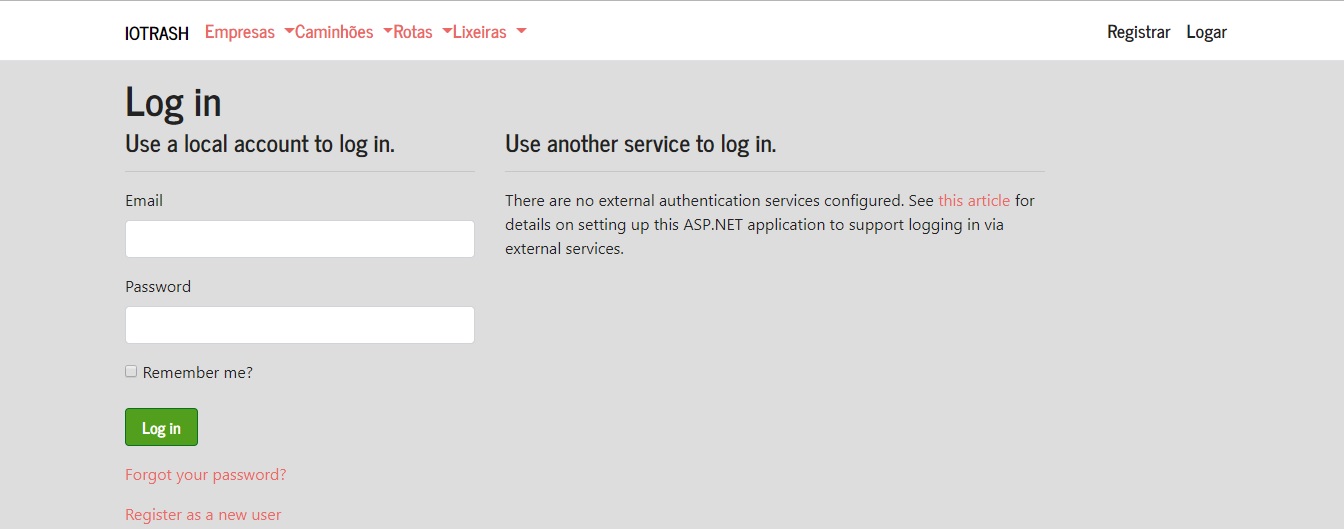 IOTRASH Empresas Caminhões Rotas Lixeiras Registrar Logar
Log in
Use a local account to log in.
Email
Password
Remember me?
Log in
Forgot your password?
Register as a new user
Use another service to log in.
There are no external authentication services configured. See this article for
details on setting up this ASP.NET application to support logging in via
external services.